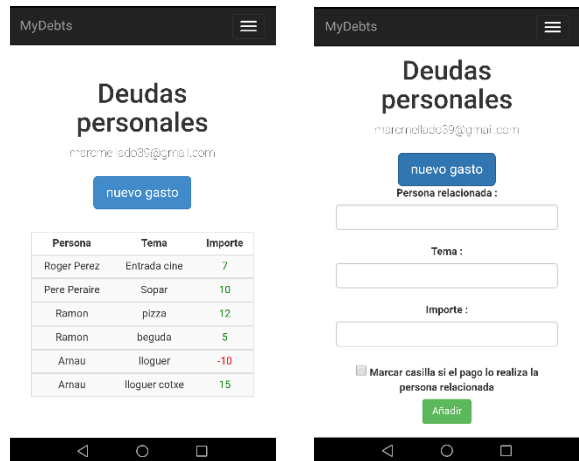 MyDebts
Deudas
personales
marcmellado39@gmail.com
nuevo gasto
Persona Tema Importe
Roger Perez Entrada cine 7
Pere Peraire Sopar 10
Ramon pizza 12
Ramon beguda 5
Arnau lloguer -10
Arnau lloguer cotxe 15
MyDebts
Deudas
personales
marcmellado39@gmail.com
nuevo gasto
Persona relacionada :
Tema :
Importe :
Marcar casilla si el pago lo realiza la
persona relacionada
Añadir